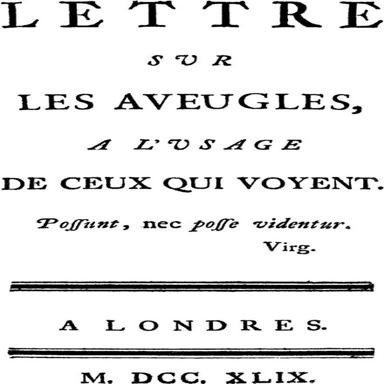 LETTRE
SUR
LES AVEUGLES,
A L'USAGE
DE CEUX QUI VOYENT.
Poſſunt, nec poſſe videntur.
Virg.
A LONDRES.
M. DCC. XLIX.